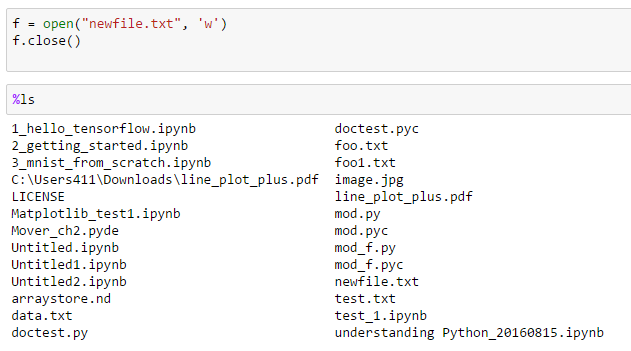 f = open("newfile.txt", 'w')
f.close()
%ls
1_hello_tensorflow.ipynb doctest.pyc
2_getting_started.ipynb foo.txt
3_mnist_from_scratch.ipynb foo1.txt
C:\Users411\Downloads\line_plot_plus.pdf image.jpg
LICENSE line_plot_plus.pdf
Matplotlib_test1.ipynb mod.py
Mover_ch2.pyde mod.pyc
Untitled.ipynb mod_f.py
Untitled1.ipynb mod_f.pyc
Untitled2.ipynb newfile.txt
arraystore.nd test.txt
data.txt test_1.ipynb
doctest.py understanding Python_20160815.ipynb